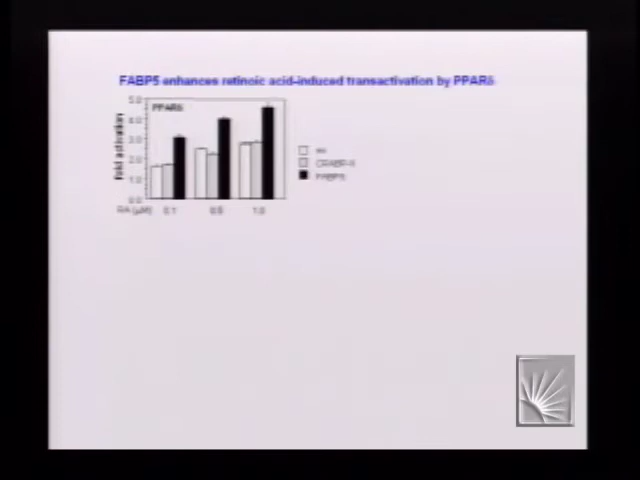 FABP5 enhances retinoic acid-induced transactivation by PPARδ
5.0
PPARδ
4.0
3.0
2.0
1.0
0.0
fold activation
CRABP-II
FABP5
RA (μM) 0.1 0.5 1.0